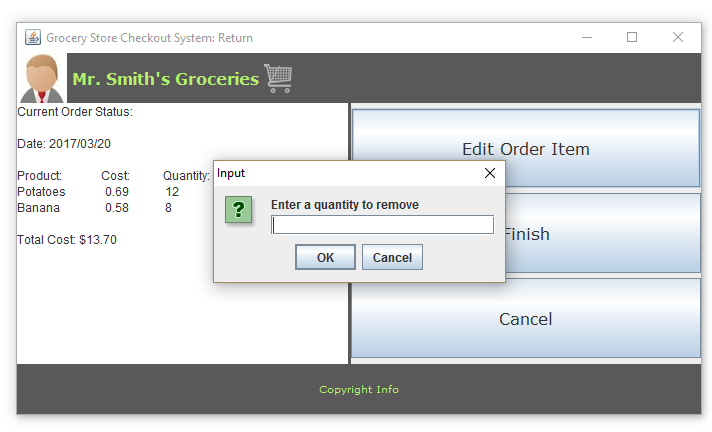 Grocery Store Checkout System: Return
Mr. Smith's Groceries
Current Order Status:
Date: 2017/03/20
Product: Cost: Quantity:
Potatoes 0.69 12
Banana 0.58 8
Total Cost: $13.70
Edit Order Item
Finish
Cancel
Input
?
Enter a quantity to remove
OK Cancel
Copyright Info